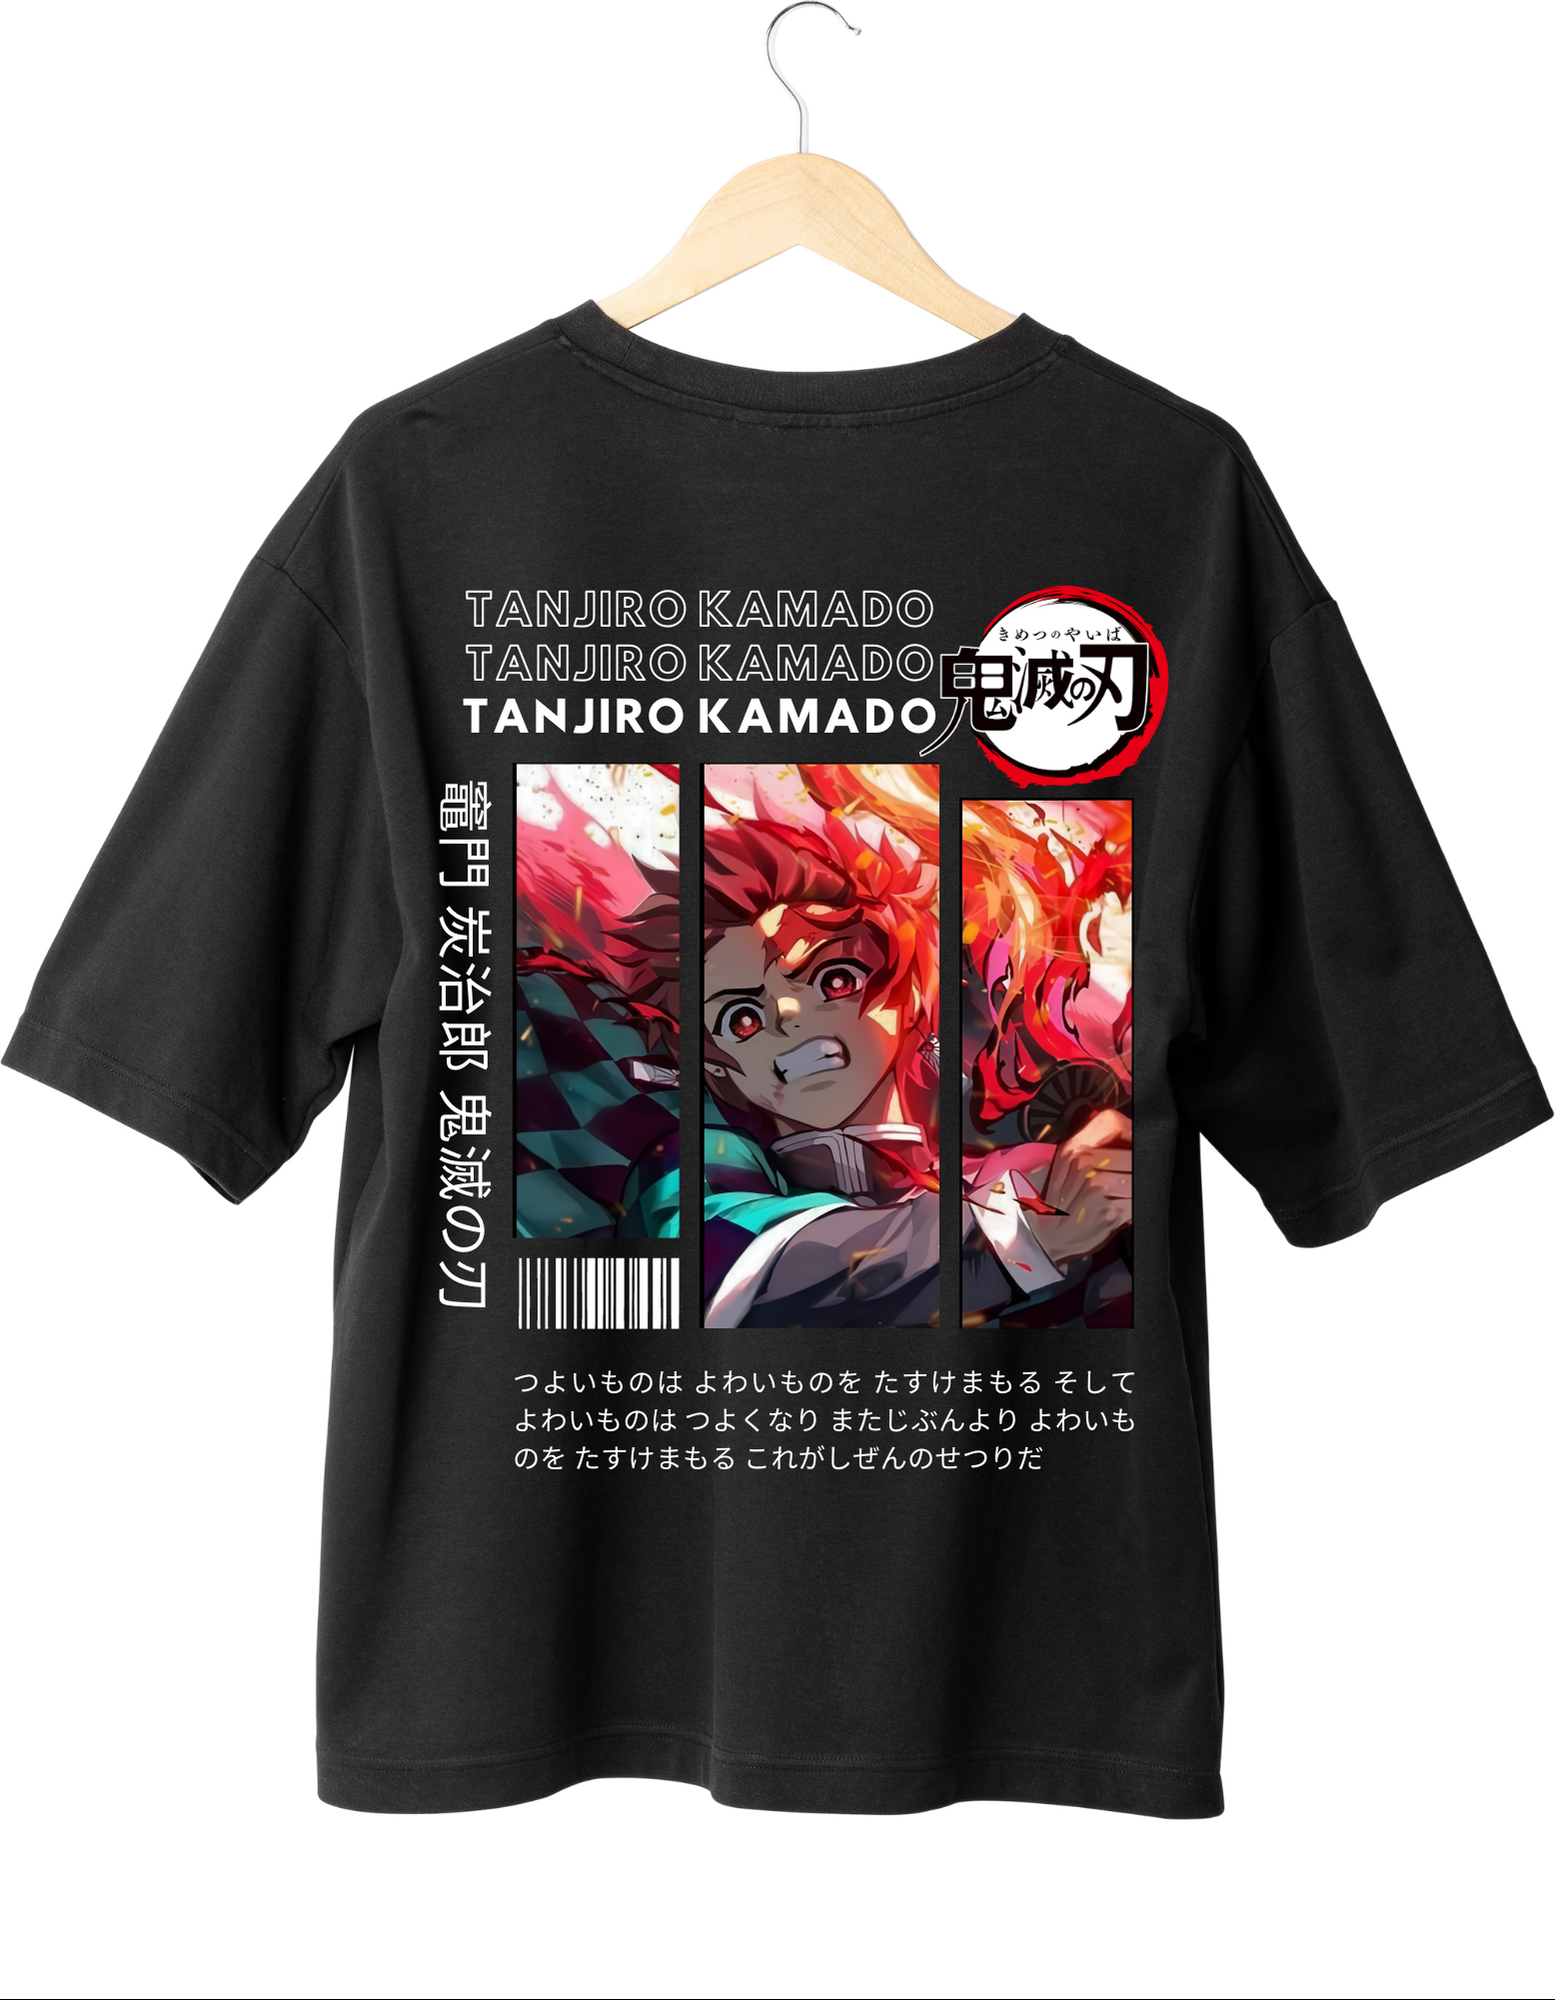 TANJIRO KAMADO
TANJIRO KAMADO
TANJIRO KAMADO
きめつのやいば
鬼滅の刃
竈門 炭治郎 鬼滅の刃
つよいものは よわいものを たすけまもる そして
よわいものは つよくなり またじぶんより よわいも
のを たすけまもる これがしぜんのせつりだ